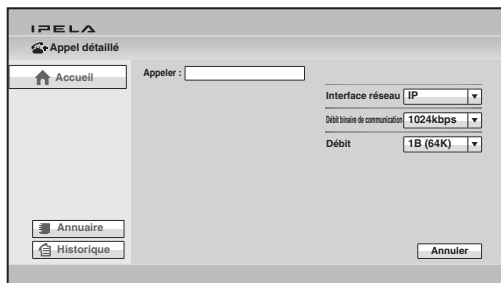 IPELA
Appel détaillé
Accueil
Appeler :
Interface réseau IP
Débit binaire de communication 1024kbps
Débit 1B (64K)
Annuaire
Historique
Annuler